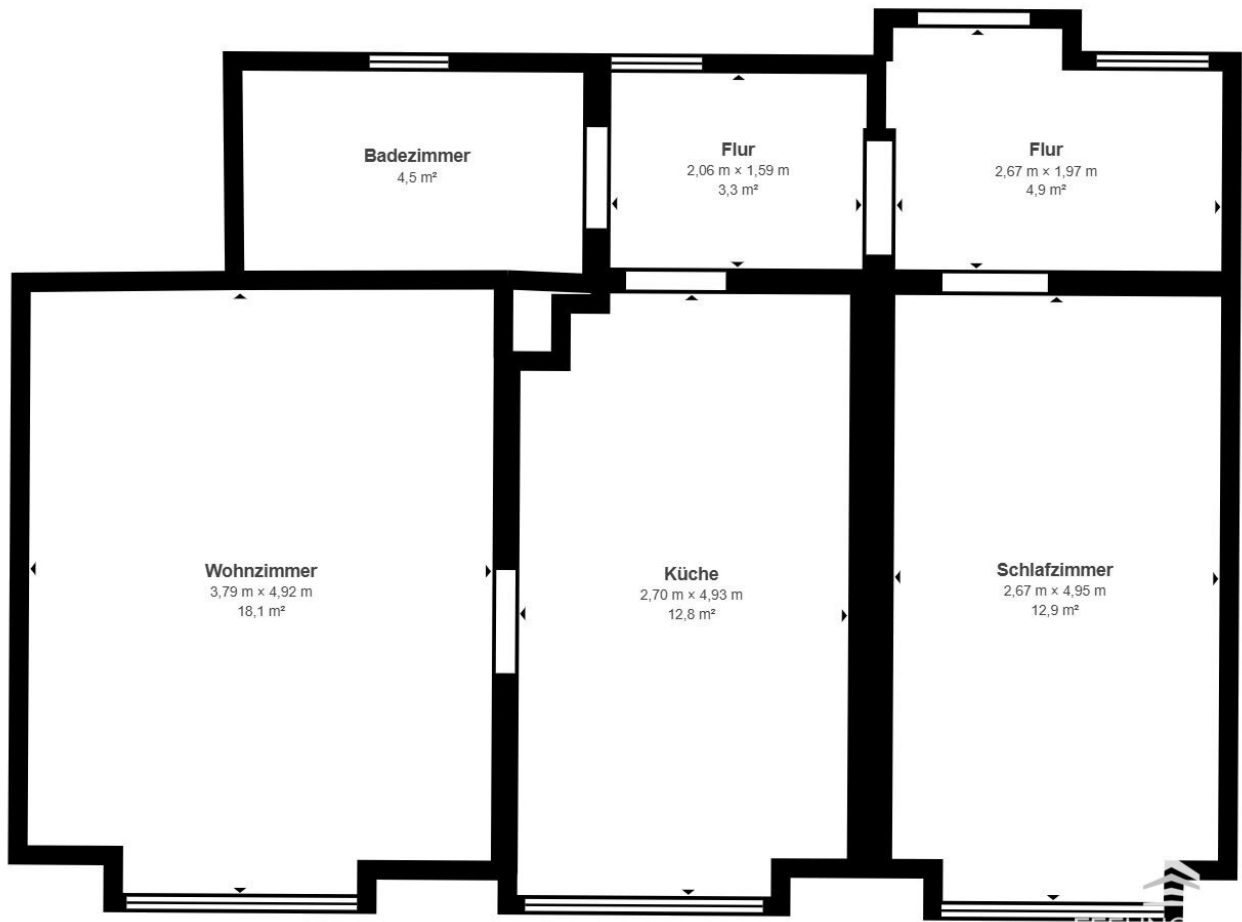 Badezimmer
4,5 m²
Flur
2,06 m × 1,59 m
3,3 m²
Flur
2,67 m × 1,97 m
4,9 m²
Wohnzimmer
3,79 m × 4,92 m
18,1 m²
Küche
2,70 m × 4,93 m
12,8 m²
Schlafzimmer
2,67 m × 4,95 m
12,9 m²